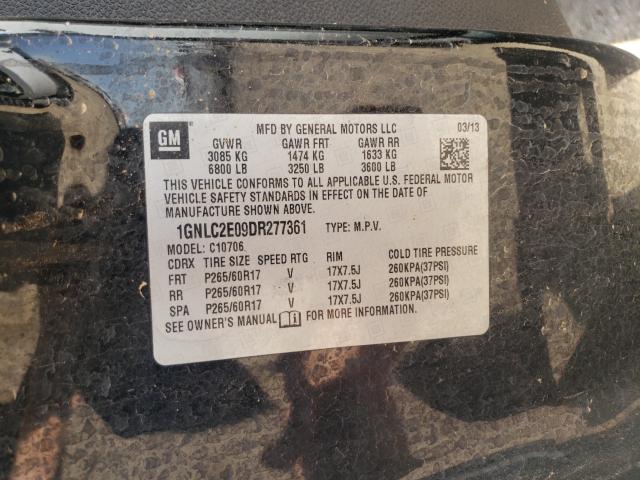 GM MFD BY GENERAL MOTORS LLC 03/13
GVWR GAWR FRT GAWR RR
3085 KG 1474 KG 1633 KG
6800 LB 3250 LB 3600 LB
THIS VEHICLE CONFORMS TO ALL APPLICABLE U.S. FEDERAL MOTOR
VEHICLE SAFETY STANDARDS IN EFFECT ON THE DATE OF
MANUFACTURE SHOWN ABOVE.
1GNLC2E09DR277361 TYPE: M.P.V.
MODEL: C10706
CDRX TIRE SIZE SPEED RTG RIM COLD TIRE PRESSURE
FRT P265/60R17 V 17X7.5J 260KPA(37PSI)
RR P265/60R17 V 17X7.5J 260KPA(37PSI)
SPA P265/60R17 V 17X7.5J 260KPA(37PSI)
SEE OWNER'S MANUAL FOR MORE INFORMATION.